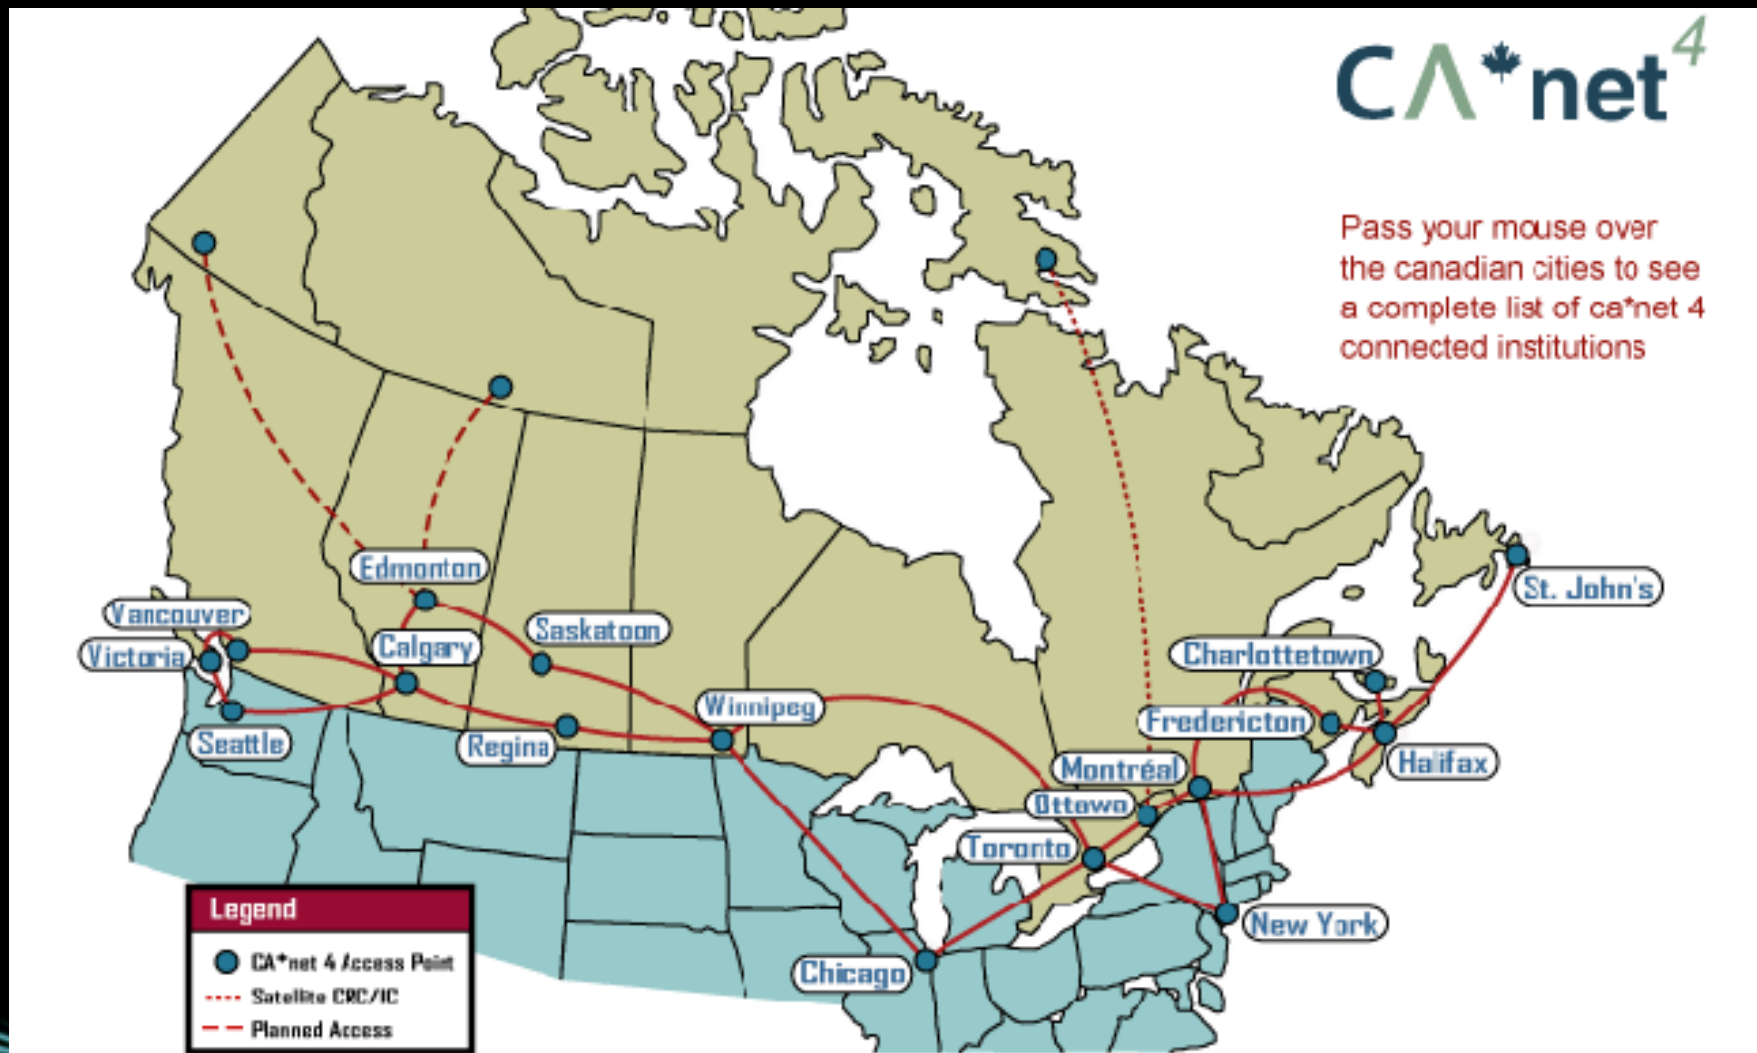 CA*net 4
Pass your mouse over
the canadian cities to see
a complete list of ca*net 4
connected institutions
Edmonton
Vancouver
Saskatoon
Calgary
Victoria
Winnipeg
Seattle
Regina
St. John's
Charlottetown
Fredericton
Halifax
Montréal
Ottawa
Toronto
New York
Chicago
Legend
CA*net 4 Access Point
Satellite CRC/IC
Planned Access